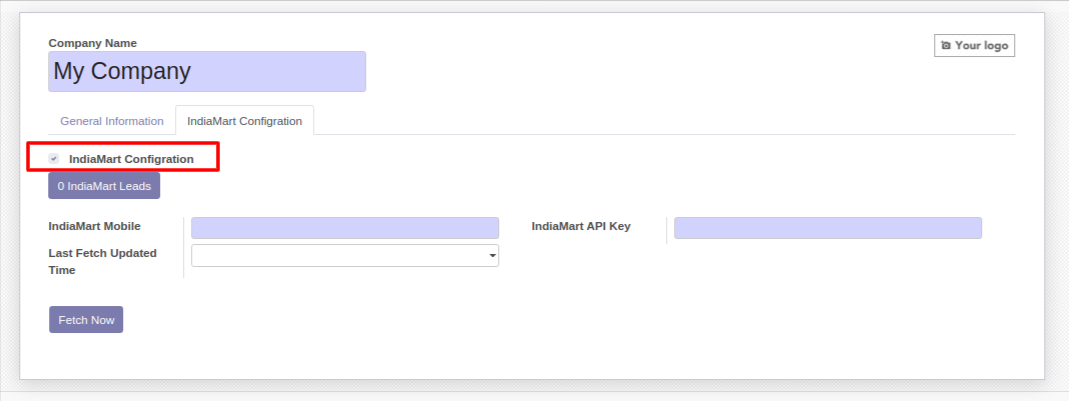 Company Name
Your logo
My Company
General Information
IndiaMart Configration
IndiaMart Configration
0 IndiaMart Leads
IndiaMart Mobile
IndiaMart API Key
Last Fetch Updated
Time
Fetch Now